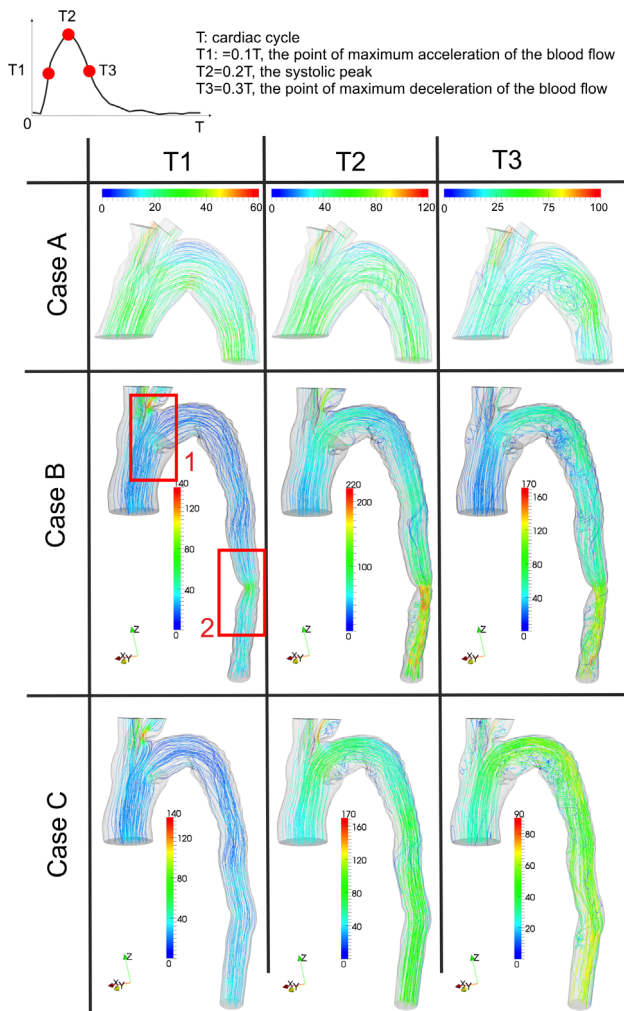 T2
T1
T3
0
T
T: cardiac cycle
T1: =0.1T, the point of maximum accleration of the blood flow
T2=0.2T, the systolic peak
T3=0.3T, the point of maximum deceleration of the blood flow
T1
T2
T3
Case A
0 20 40 60
0 40 80 120
0 25 75 100
Case B
1
140
120
80
40
0
2
Z
X Y
220
200
100
0
Z
X Y
170
160
120
80
40
0
Z
X Y
Case C
140
120
80
40
0
Z
X Y
170
160
120
80
40
0
Z
X Y
90
80
60
40
20
0
Z
X Y